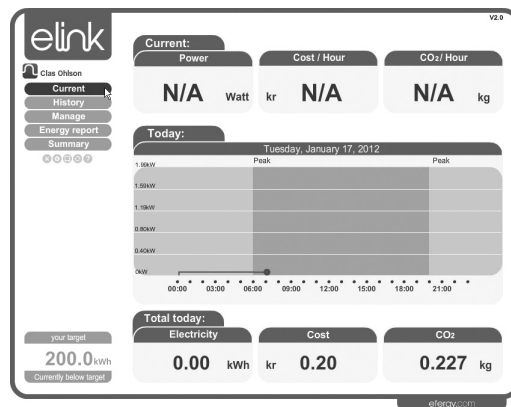 V2.0
elink
Clas Ohlson
Current
History
Manage
Energy report
Summary
Current:
Power
Cost / Hour
CO2/ Hour
N/A Watt
kr N/A
N/A kg
Today:
Tuesday, January 17, 2012
Peak Peak
1.99kW
1.59kW
1.19kW
0.80kW
0.40kW
0kW
00:00 03:00 06:00 09:00 12:00 15:00 18:00 21:00
Total today:
Electricity
Cost
CO2
0.00 kWh
kr 0.20
0.227 kg
your target
200.0kWh
Currently below target
efergy.com